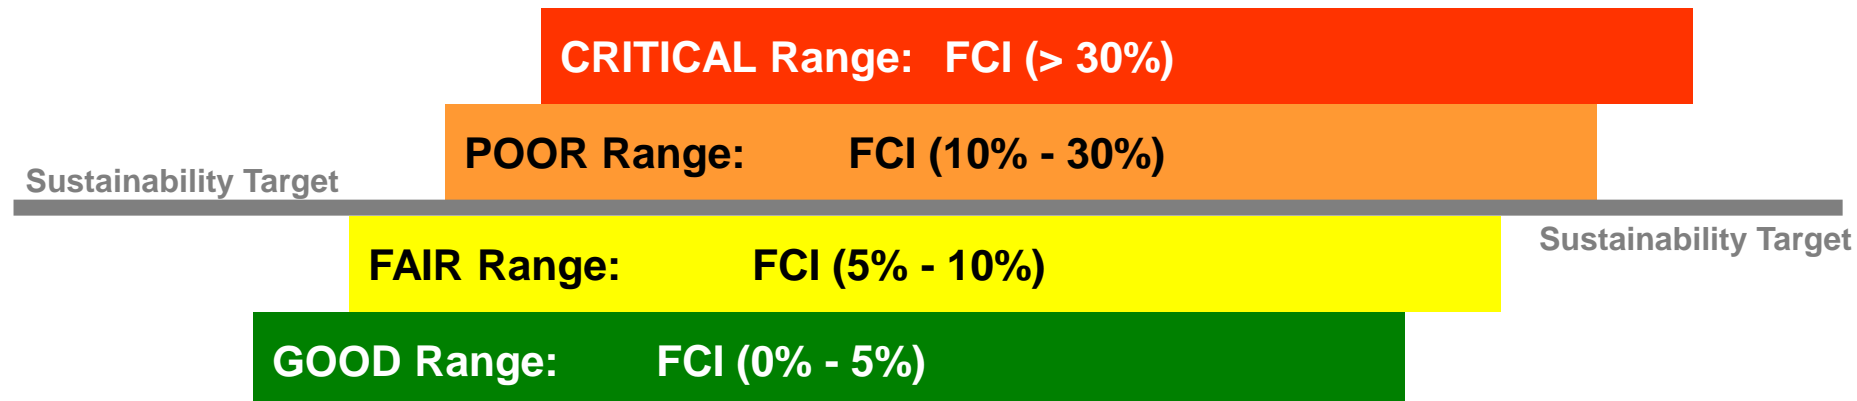 CRITICAL Range: FCI (> 30%)
POOR Range: FCI (10% - 30%)
Sustainability Target
Sustainability Target
FAIR Range: FCI (5% - 10%)
GOOD Range: FCI (0% - 5%)